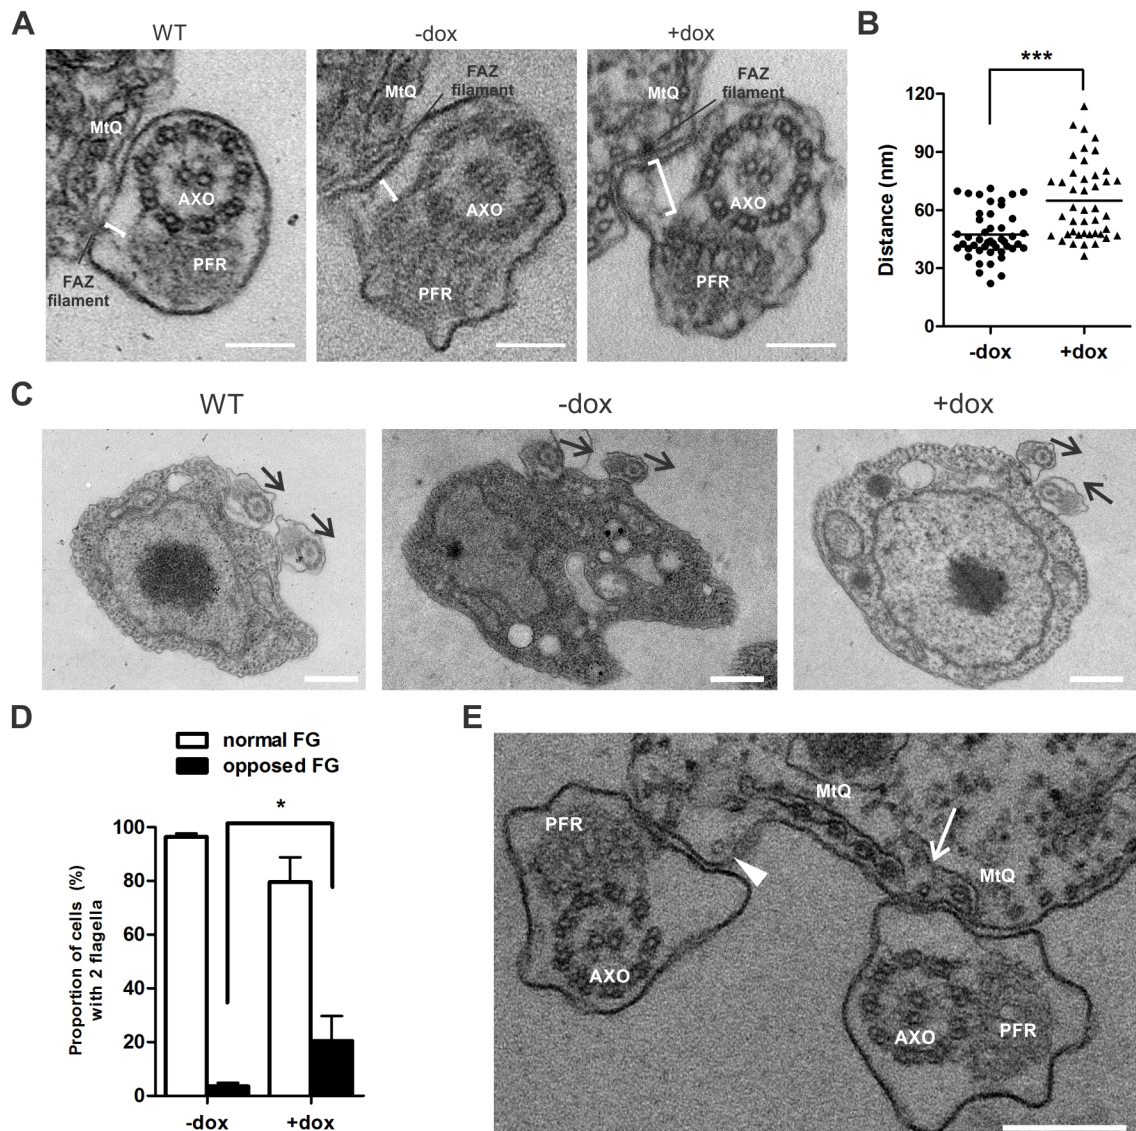 A
WT
-dox
+dox
FAZ
filament
MtQ
AXO
PFR
FAZ
filament
MtQ
AXO
PFR
FAZ
filament
MtQ
AXO
PFR
B
***
120
90
60
30
0
Distance (nm)
-dox
+dox
C
WT
-dox
+dox
D
normal FG
opposed FG
*
100
80
60
40
20
0
Proportion of cells (%)
with 2 flagella
-dox
+dox
E
PFR
AXO
MtQ
MtQ
AXO
PFR